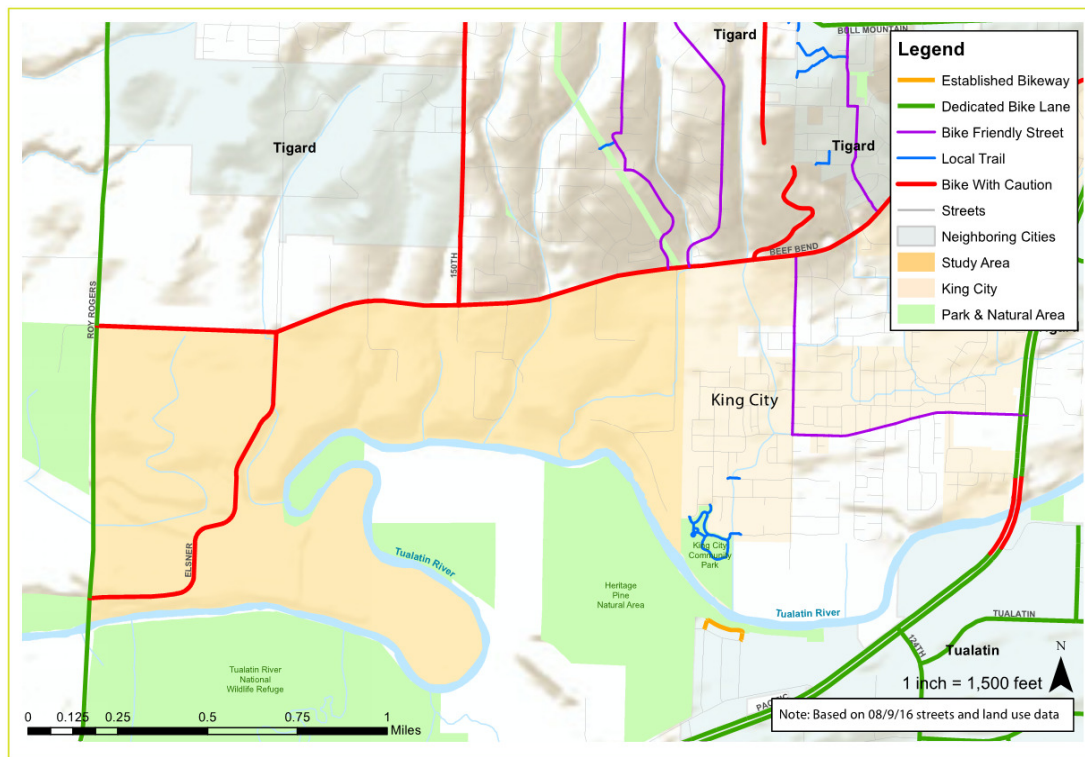 Tigard
BULL MOUNTAIN
Legend
Established Bikeway
Dedicated Bike Lane
Bike Friendly Street
Local Trail
Bike With Caution
Streets
Neighboring Cities
Study Area
King City
Park & Natural Area
Tigard
Tigard
150TH
BEEF BEND
ROY ROGERS
King City
ELSNER
Tualatin River
King City
Community
Park
Heritage
Pine
Natural Area
Tualatin River
TUALATIN
124TH
Tualatin
Tualatin River
National
Wildlife Refuge
N
1 inch = 1,500 feet
0 0.125 0.25 0.5 0.75 1
Miles
Note: Based on 08/9/16 streets and land use data